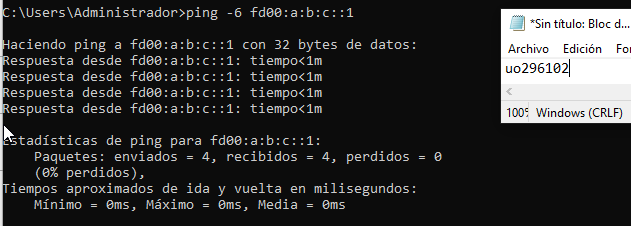 C:\Users\Administrador>ping -6 fd00:a:b:c::1
Haciendo ping a fd00:a:b:c::1 con 32 bytes de datos:
Respuesta desde fd00:a:b:c::1: tiempo<1m
Respuesta desde fd00:a:b:c::1: tiempo<1m
Respuesta desde fd00:a:b:c::1: tiempo<1m
Respuesta desde fd00:a:b:c::1: tiempo<1m
Estadísticas de ping para fd00:a:b:c::1:
Paquetes: enviados = 4, recibidos = 4, perdidos = 0
(0% perdidos),
Tiempos aproximados de ida y vuelta en milisegundos:
Mínimo = 0ms, Máximo = 0ms, Media = 0ms
*Sin título: Bloc d...
Archivo Edición For
uo296102
100% Windows (CRLF)